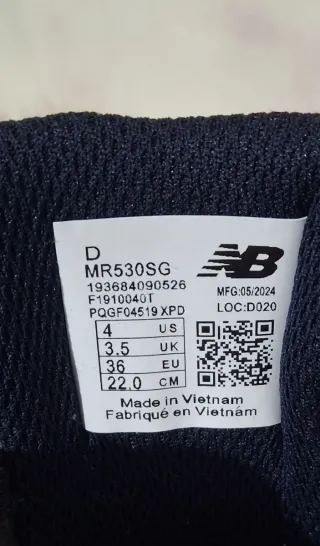 D
MR530SG
193684090526
F1910040T
PQGF04519 XPD
NB
MFG:05/2024
LOC:D020
4 US
3.5 UK
36 EU
22.0 CM
Made in Vietnam
Fabriqué en Vietnam